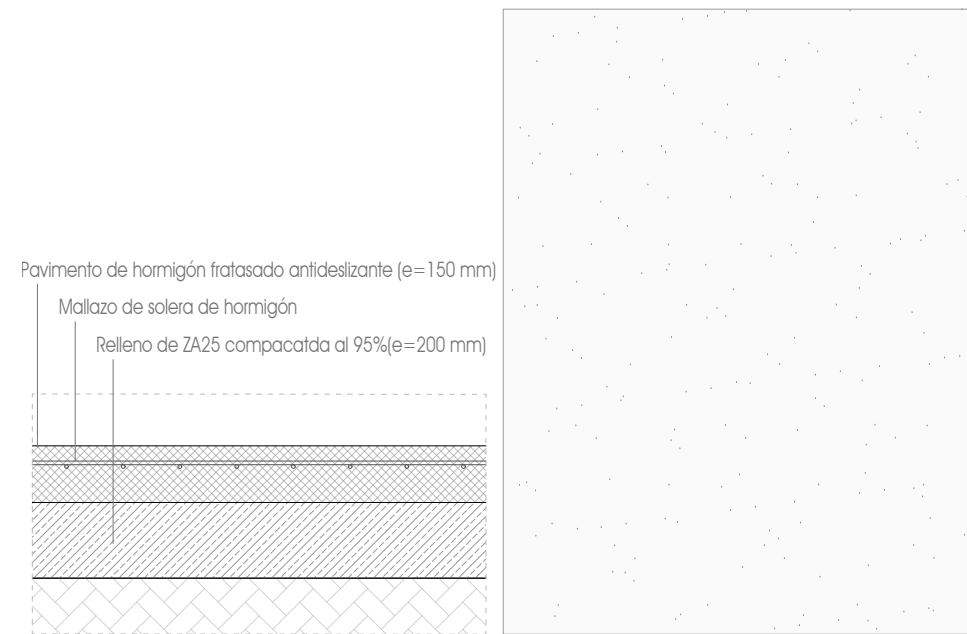 Pavimento de hormigón fratasado antideslizante (e=150 mm)
Mallazo de solera de hormigón
Relleno de ZA25 compacatda al 95%(e=200 mm)